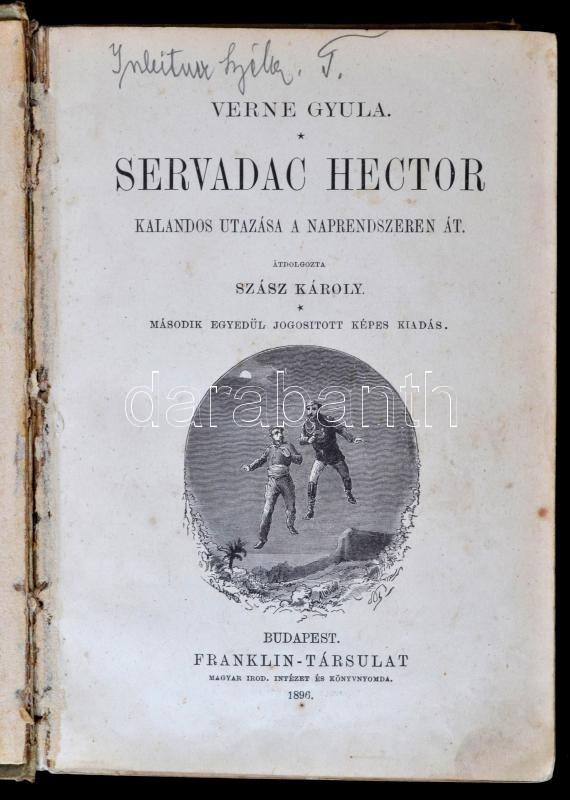 VERNE GYULA.
SERVADAC HECTOR
KALANDOS UTAZÁSA A NAPRENDSZEREN ÁT.
ÁTDOLGOZTA
SZÁSZ KÁROLY.
MÁSODIK EGYEDÜL JOGOSITOTT KÉPES KIADÁS.
darabanth
BUDAPEST.
FRANKLIN-TÁRSULAT
MAGYAR IROD. INTÉZET ÉS KÖNYVNYOMDA.
1896.